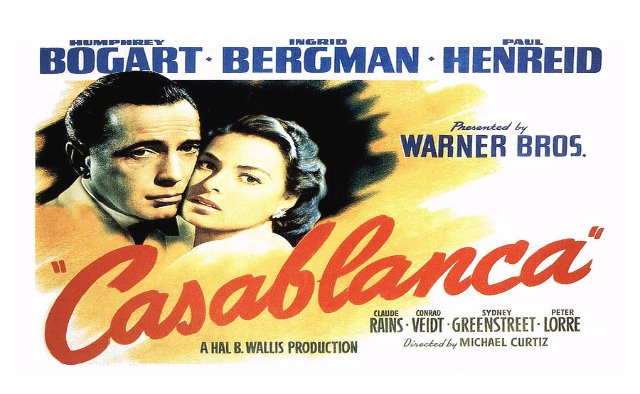 HUMPHREY INGRID PAUL
BOGART · BERGMAN · HENREID
Presented by
WARNER BROS.
"Casablanca"
CLAUDE CONRAD SYDNEY PETER
RAINS · VEIDT · GREENSTREET · LORRE
A HAL B. WALLIS PRODUCTION
Directed by MICHAEL CURTIZ